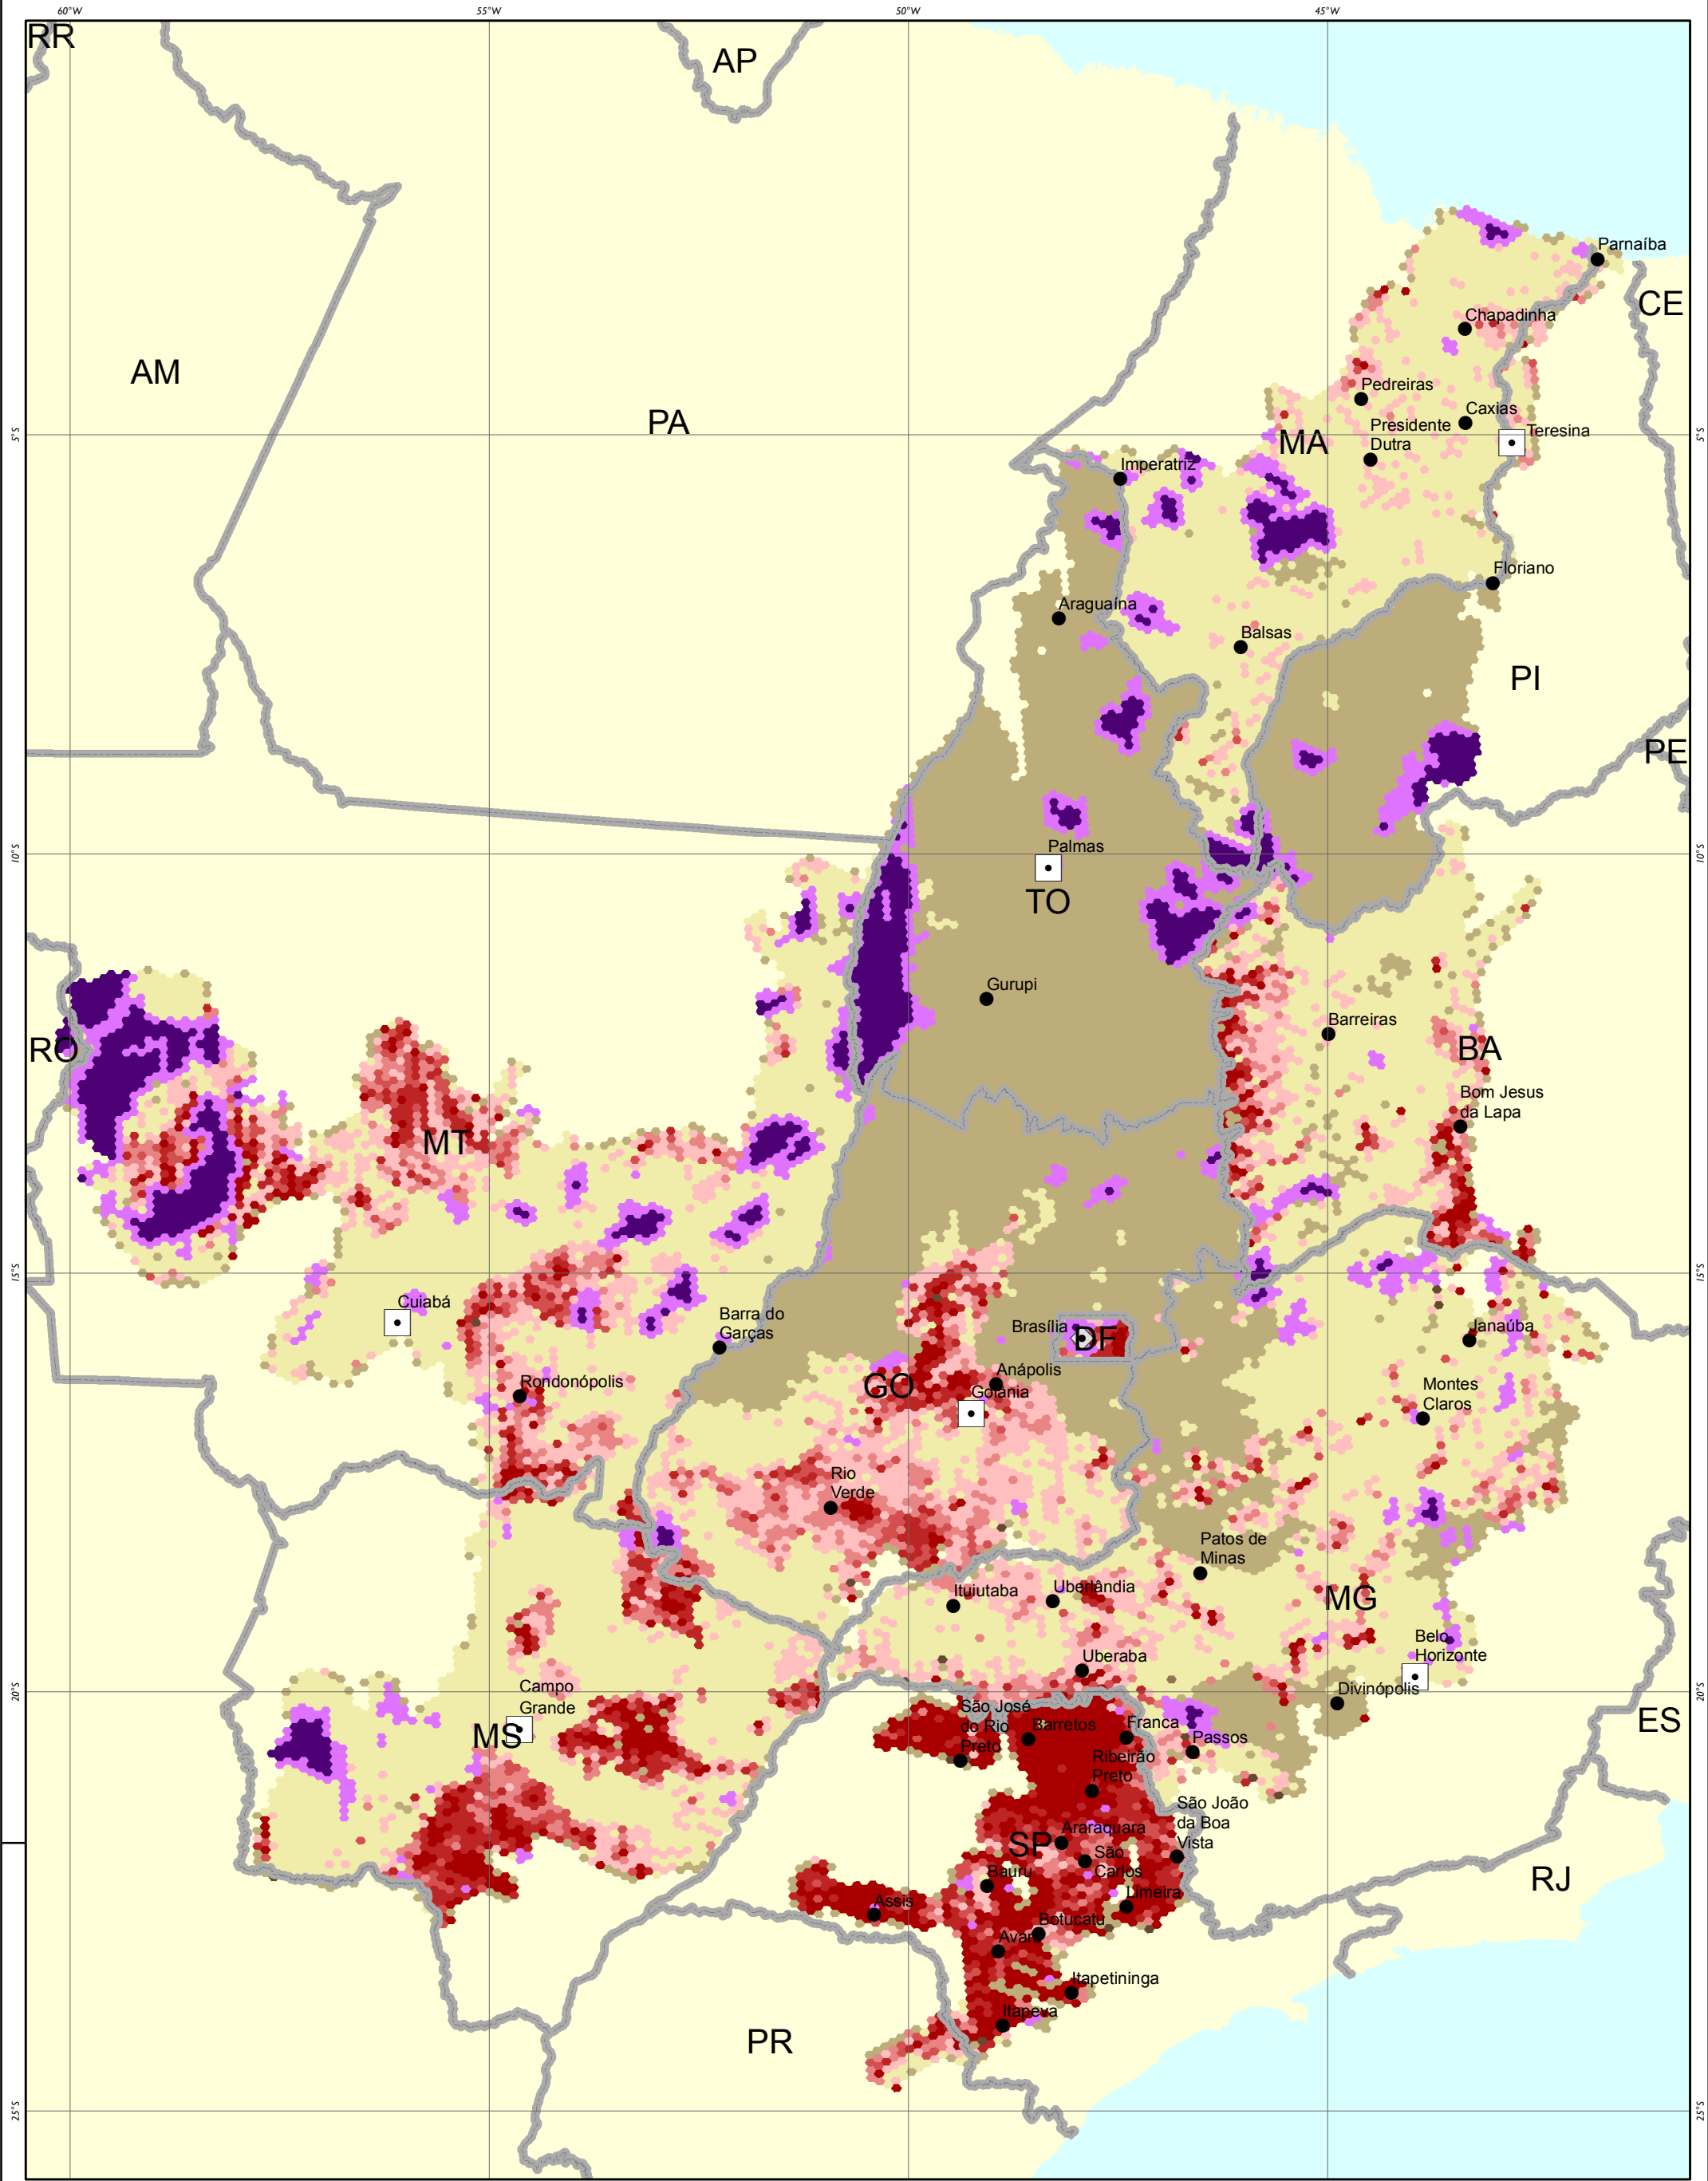 60°W
55°W
50°W
45°W
RR
AP
Parnaíba
CE
Chapadinha
AM
Pedreiras
PA
Caxias
Presidente
Dutra
Teresina
MA
5°S
5°S
Imperatriz
Floriano
Araguaína
Balsas
PI
PE
Palmas
10°S
10°S
TO
Gurupi
Barreiras
RO
BA
Bom Jesus
da Lapa
MT
15°S
15°S
Cuiabá
Barra do
Garças
Brasília
DF
Janaúba
Anápolis
Rondonópolis
GO
Goiânia
Montes
Claros
Rio
Verde
Patos de
Minas
Ituiutaba
Uberlândia
MG
Belo
Horizonte
Uberaba
Campo
Grande
Divinópolis
20°S
20°S
São José
do Rio
Preto
ES
MS
Barretos
Franca
Passos
Ribeirão
Preto
São João
da Boa
Vista
Araraquara
SP
São
Carlos
Bauru
RJ
Assis
Limeira
Botucatu
Avaré
Itapetininga
Itapeva
PR
25°S
25°S